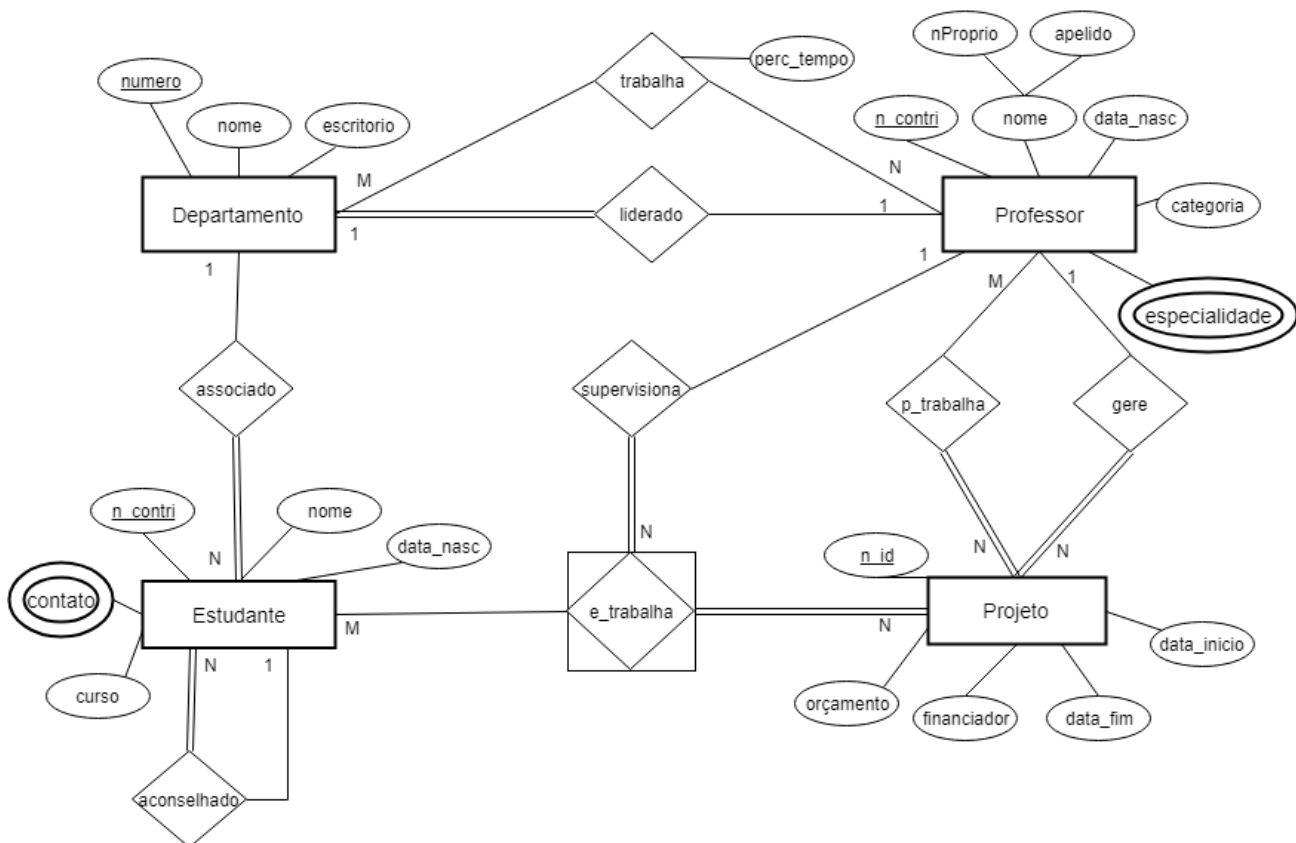 nProprio
apelido
trabalha
perc_tempo
numero
nome
escritorio
n_contri
nome
data_nasc
M
N
Departamento
liderado
Professor
categoria
1
1
1
1
M
1
especialidade
associado
supervisiona
p_trabalha
gere
n_contri
nome
data_nasc
N
N
N
N
n_id
contato
Estudante
e_trabalha
Projeto
M
N
data_inicio
N
1
curso
orçamento
financiador
data_fim
aconselhado